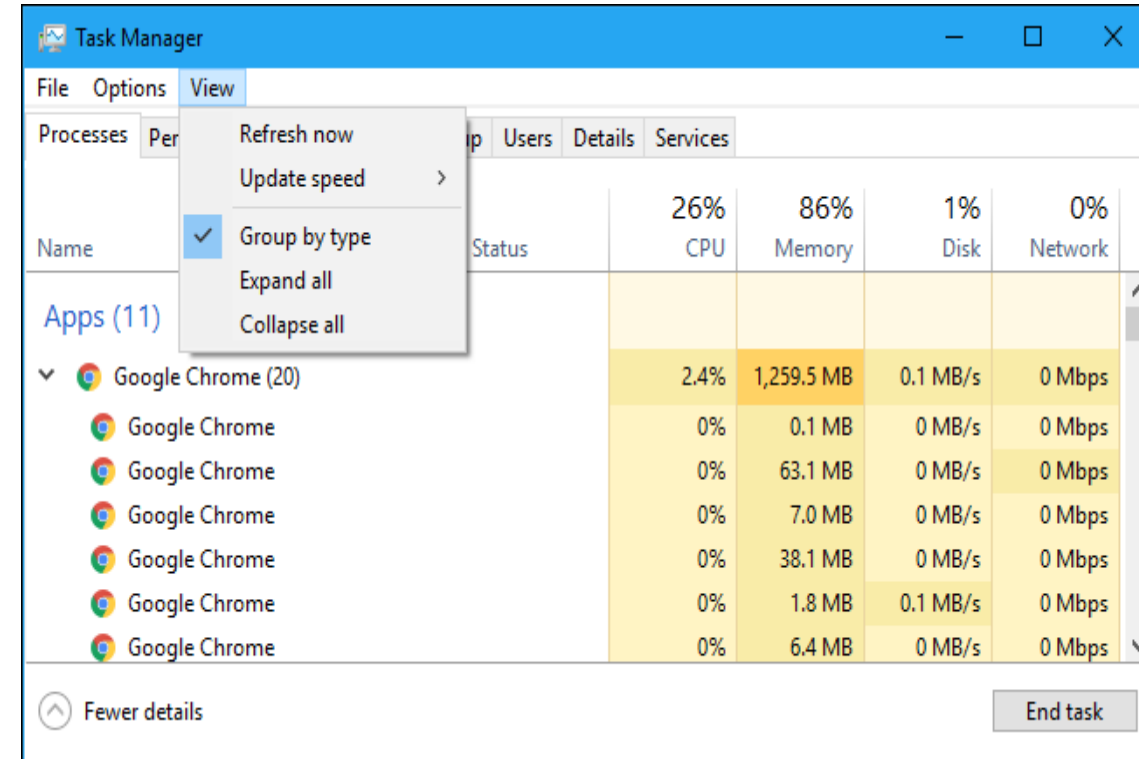 Task Manager
File Options View
Processes Per up Users Details Services
Refresh now
Update speed
Group by type
Expand all
Collapse all
26% 86% 1% 0%
Name Status CPU Memory Disk Network
Apps (11)
Google Chrome (20) 2.4% 1,259.5 MB 0.1 MB/s 0 Mbps
Google Chrome 0% 0.1 MB 0 MB/s 0 Mbps
Google Chrome 0% 63.1 MB 0 MB/s 0 Mbps
Google Chrome 0% 7.0 MB 0 MB/s 0 Mbps
Google Chrome 0% 38.1 MB 0 MB/s 0 Mbps
Google Chrome 0% 1.8 MB 0.1 MB/s 0 Mbps
Google Chrome 0% 6.4 MB 0 MB/s 0 Mbps
Fewer details End task